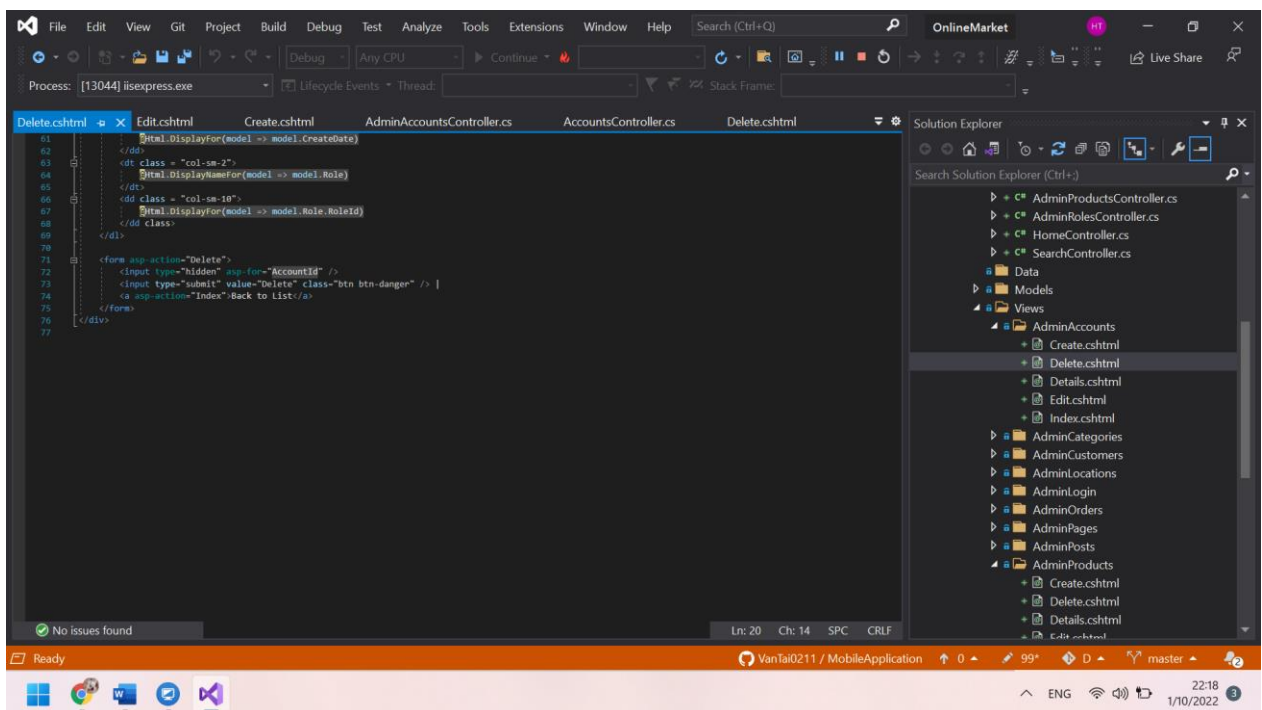 File Edit View Git Project Build Debug Test Analyze Tools Extensions Window Help Search (Ctrl+Q) OnlineMarket HT
Debug Any CPU Continue Live Share
Process: [13044] iisexpress.exe Lifecycle Events Thread: Stack Frame:
Delete.cshtml Edit.cshtml Create.cshtml AdminAccountsController.cs AccountsController.cs Delete.cshtml
61 @Html.DisplayFor(model => model.CreateDate)
62 </dd>
63 <dt class = "col-sm-2">
64 @Html.DisplayNameFor(model => model.Role)
65 </dt>
66 <dd class = "col-sm-10">
67 @Html.DisplayFor(model => model.Role.RoleId)
68 </dd class>
69 </dl>
70
71 <form asp-action="Delete">
72 <input type="hidden" asp-for="AccountId" />
73 <input type="submit" value="Delete" class="btn btn-danger" /> |
74 <a asp-action="Index">Back to List</a>
75 </form>
76 </div>
77
No issues found Ln: 20 Ch: 14 SPC CRLF
Solution Explorer
Search Solution Explorer (Ctrl+;)
C# AdminProductsController.cs
C# AdminRolesController.cs
C# HomeController.cs
C# SearchController.cs
Data
Models
Views
AdminAccounts
Create.cshtml
Delete.cshtml
Details.cshtml
Edit.cshtml
Index.cshtml
AdminCategories
AdminCustomers
AdminLocations
AdminLogin
AdminOrders
AdminPages
AdminPosts
AdminProducts
Create.cshtml
Delete.cshtml
Details.cshtml
Edit.cshtml
Ready VanTai0211 / MobileApplication 0 99* D master 2
ENG 22:18 3
1/10/2022